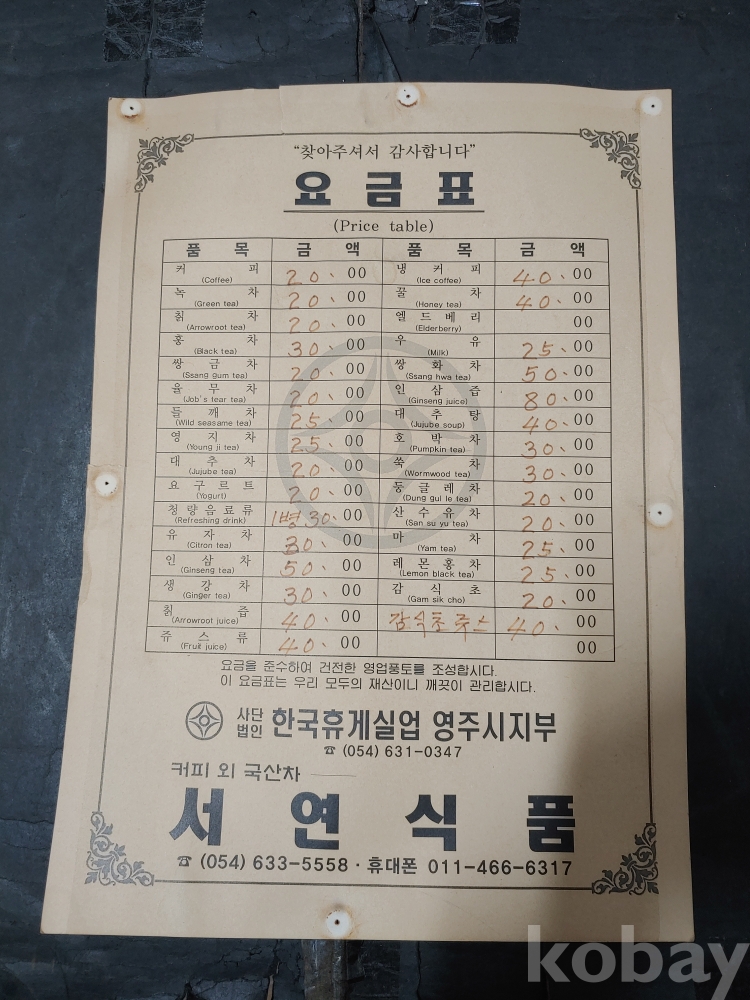 "찾아주셔서 감사합니다"
요금표
(Price table)
품 목 금 액 품 목 금 액
커 피 (Coffee) 20、00 냉 커 피 (Ice coffee) 40、00
녹 차 (Green tea) 20、00 꿀 차 (Honey tea) 40、00
칡 차 (Arrowroot tea) 20、00 엘 드 베 리 (Elderberry) 00
홍 차 (Black tea) 30、00 우 유 (Milk) 25、00
쌍 금 차 (Ssang gum tea) 20、00 쌍 화 차 (Ssang hwa tea) 50、00
율 무 차 (Job's tear tea) 20、00 인 삼 즙 (Ginseng juice) 80、00
들 깨 차 (Wild seasame tea) 25、00 대 추 탕 (Jujube soup) 40、00
영 지 차 (Young ji tea) 25、00 호 박 차 (Pumpkin tea) 30、00
대 추 차 (Jujube tea) 20、00 쑥 차 (Wormwood tea) 30、00
요 구 르 트 (Yogurt) 20、00 둥 글 레 차 (Dung gul le tea) 20、00
청 량 음 료 류 (Refreshing drink) 1병 30、00 산 수 유 차 (San su yu tea) 20、00
유 자 차 (Citron tea) 30、00 마 차 (Yam tea) 25、00
인 삼 차 (Ginseng tea) 50、00 레 몬 홍 차 (Lemon black tea) 25、00
생 강 차 (Ginger tea) 30、00 감 식 초 (Gam sik cho) 20、00
칡 즙 (Arrowroot juice) 40、00 감식초쥬스 40、00
쥬 스 류 (Fruit juice) 40、00 00
요금을 준수하여 건전한 영업풍토를 조성합시다.
이 요금표는 우리 모두의 재산이니 깨끗이 관리합시다.
사단법인 한국휴게실업 영주시지부
☎ (054) 631-0347
커피 외 국산차
서 연 식 품
☎ (054) 633-5558 · 휴대폰 011-466-6317
kobay